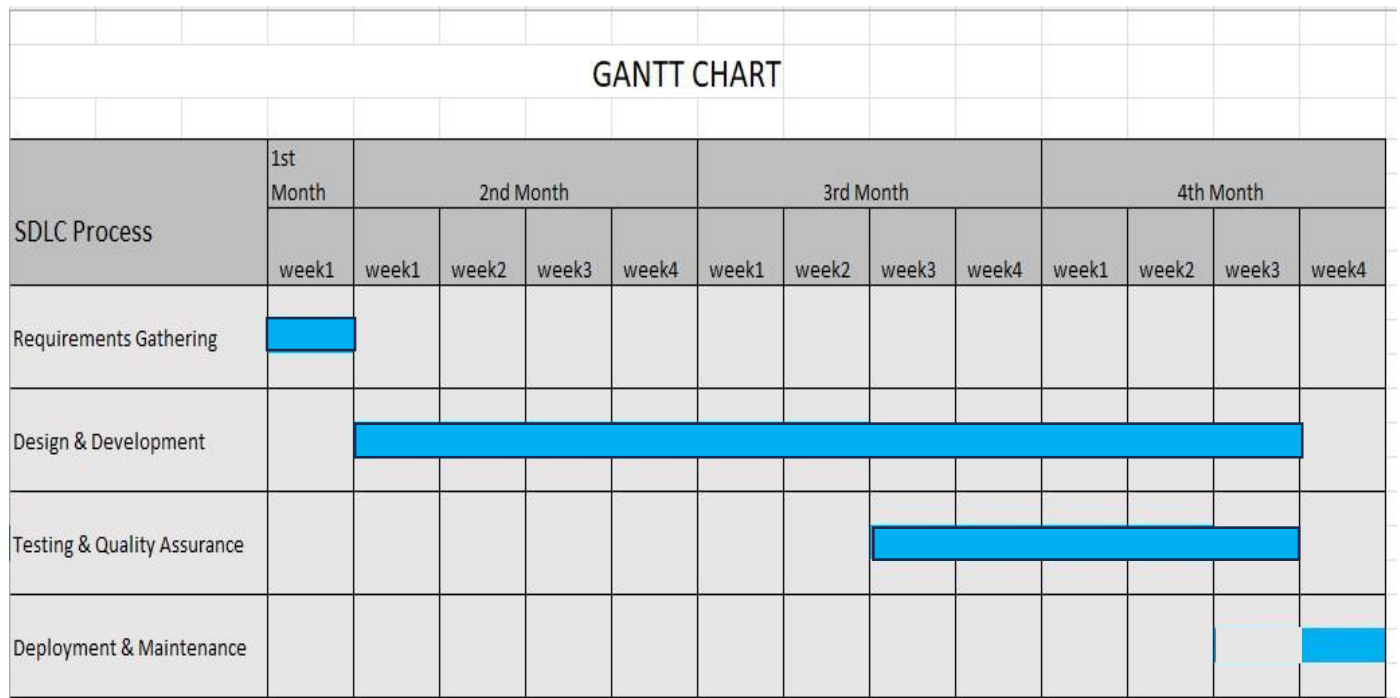 GANTT CHART
1st
Month
2nd Month
3rd Month
4th Month
SDLC Process
week1
week1
week2
week3
week4
week1
week2
week3
week4
week1
week2
week3
week4
Requirements Gathering
Design & Development
Testing & Quality Assurance
Deployment & Maintenance